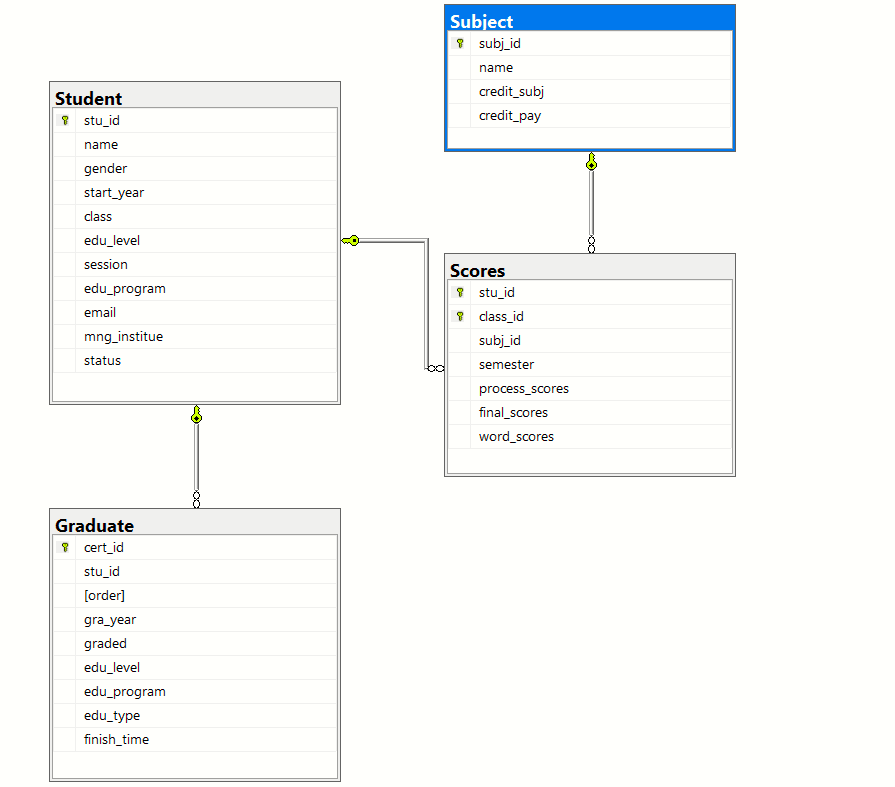 Subject
subj_id
name
credit_subj
credit_pay
Student
stu_id
name
gender
start_year
class
edu_level
session
edu_program
email
mng_institue
status
Scores
stu_id
class_id
subj_id
semester
process_scores
final_scores
word_scores
Graduate
cert_id
stu_id
[order]
gra_year
graded
edu_level
edu_program
edu_type
finish_time